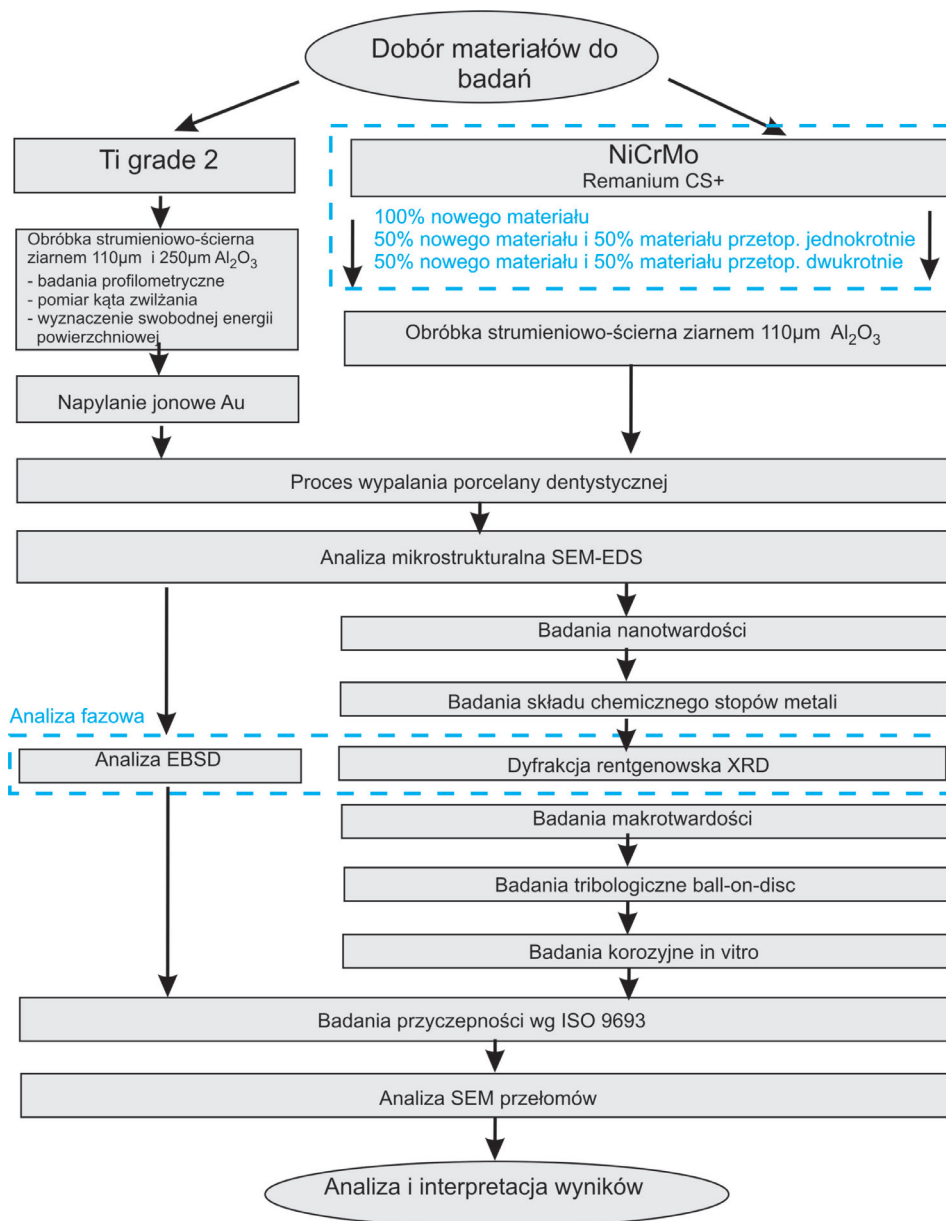 Dobór materiałów do
badań
Ti grade 2
NiCrMo
Remanium CS+
100% nowego materiału
50% nowego materiału i 50% materiału przetop. jednokrotnie
50% nowego materiału i 50% materiału przetop. dwukrotnie
Obróbka strumieniowo-ścierna
ziarnem 110µm i 250µm Al₂O₃
- badania profilometryczne
- pomiar kąta zwilżania
- wyznaczenie swobodnej energii
powierzchniowej
Obróbka strumieniowo-ścierna ziarnem 110µm Al₂O₃
Napylanie jonowe Au
Proces wypalania porcelany dentystycznej
Analiza mikrostrukturalna SEM-EDS
Badania nanotwardości
Badania składu chemicznego stopów metali
Analiza fazowa
Analiza EBSD
Dyfrakcja rentgenowska XRD
Badania makrotwardości
Badania tribologiczne ball-on-disc
Badania korozyjne in vitro
Badania przyczepności wg ISO 9693
Analiza SEM przełomów
Analiza i interpretacja wyników